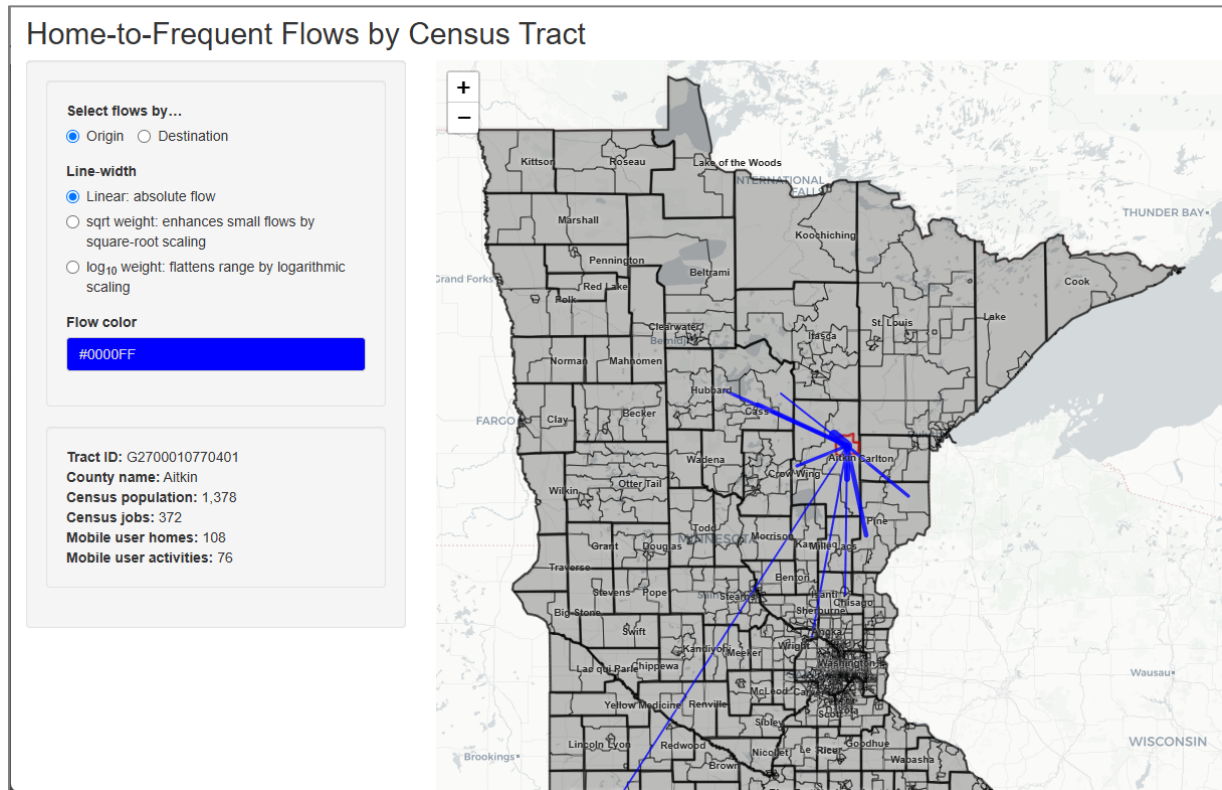 Home-to-Frequent Flows by Census Tract
Select flows by...
Origin
Destination
Line-width
Linear: absolute flow
sqrt weight: enhances small flows by
square-root scaling
log10 weight: flattens range by logarithmic
scaling
Flow color
#0000FF
Tract ID: G2700010770401
County name: Aitkin
Census population: 1,378
Census jobs: 372
Mobile user homes: 108
Mobile user activities: 76
+
−
Kittson
Roseau
Lake of the Woods
INTERNATIONAL
FALLS
THUNDER BAY
Marshall
Koochiching
Pennington
Beltrami
Grand Forks
Red Lake
Polk
Cook
Lake
Clearwater
St. Louis
Itasca
Norman
Mahnomen
Hubbard
Cass
FARGO
Clay
Becker
Wadena
Aitkin
Carlton
Crow Wing
Wilkin
Otter Tail
Todd
Pine
MINNESOTA
Morrison
Mille Lacs
Grant
Douglas
Traverse
Benton
Stevens
Pope
Stearns
Isanti
Chisago
Sherburne
Big Stone
Swift
Anoka
Kandiyohi
Meeker
Wright
Washington
Lac qui Parle
Chippewa
McLeod
Yellow Medicine
Renville
Scott
Sibley
Wausau
Lincoln
Lyon
Redwood
Nicollet
Le
Rice
Goodhue
Wabasha
WISCONSIN
Brookings
Brown